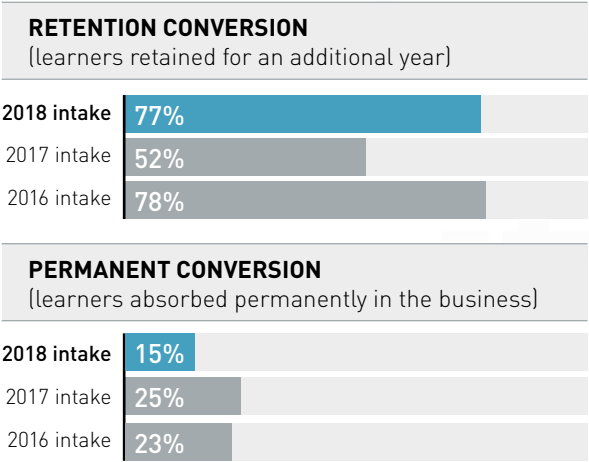 RETENTION CONVERSION
(learners retained for an additional year)
2018 intake 77%
2017 intake 52%
2016 intake 78%
PERMANENT CONVERSION
(learners absorbed permanently in the business)
2018 intake 15%
2017 intake 25%
2016 intake 23%